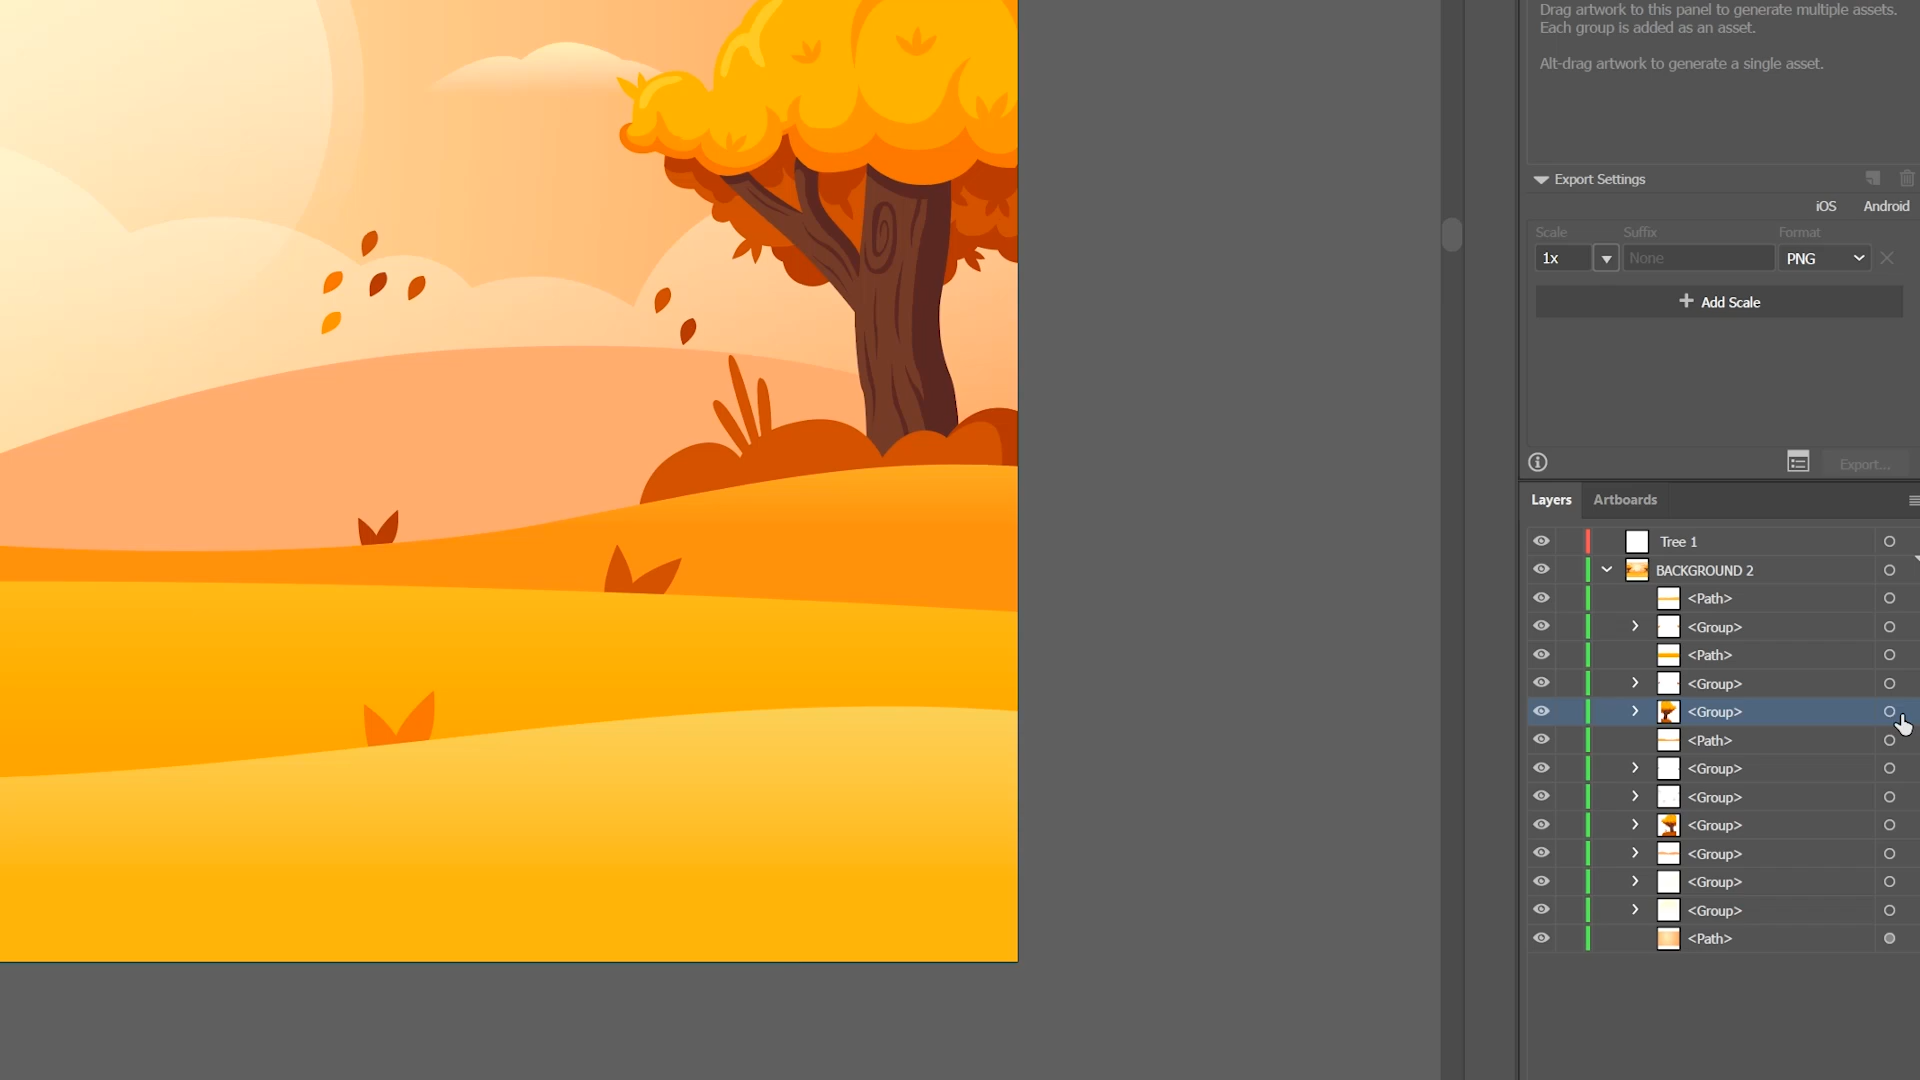 Drag artwork to this panel to generate multiple assets.
Each group is added as an asset.
Alt-drag artwork to generate a single asset.
Export Settings
iOS Android
Scale Suffix Format
1x None PNG
Add Scale
Export...
Layers Artboards
Tree 1
BACKGROUND 2
<Path>
<Group>
<Path>
<Group>
<Group>
<Path>
<Group>
<Group>
<Group>
<Group>
<Group>
<Group>
<Path>